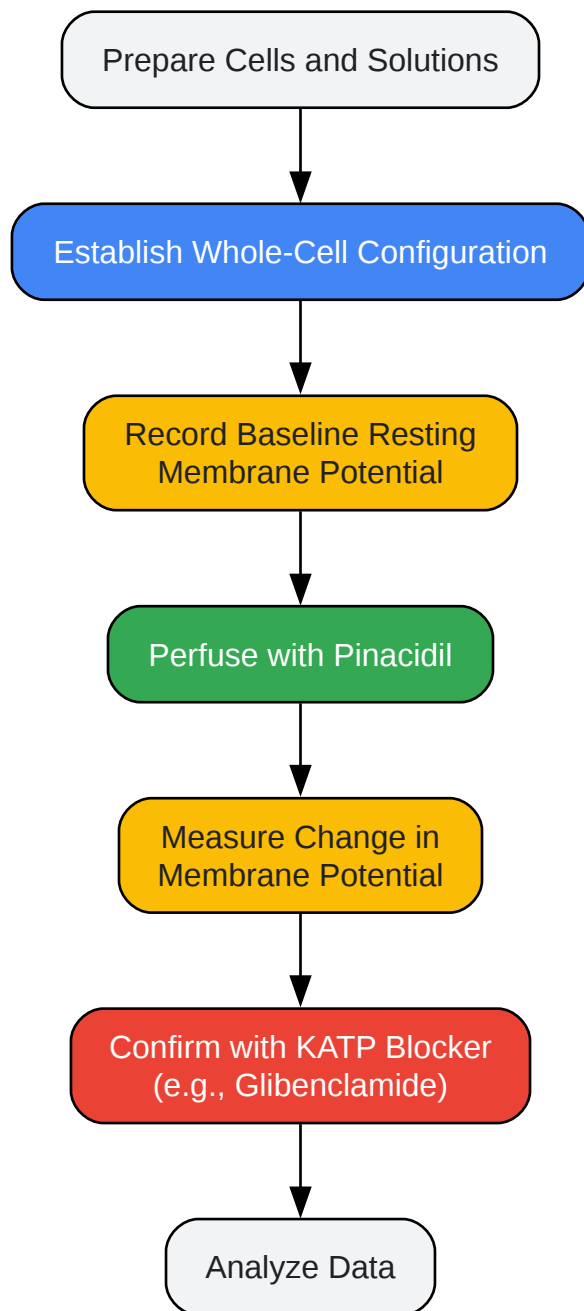 Prepare Cells and Solutions
Establish Whole-Cell Configuration
Record Baseline Resting
Membrane Potential
Perfuse with Pinacidil
Measure Change in
Membrane Potential
Confirm with KATP Blocker
(e.g., Glibenclamide)
Analyze Data